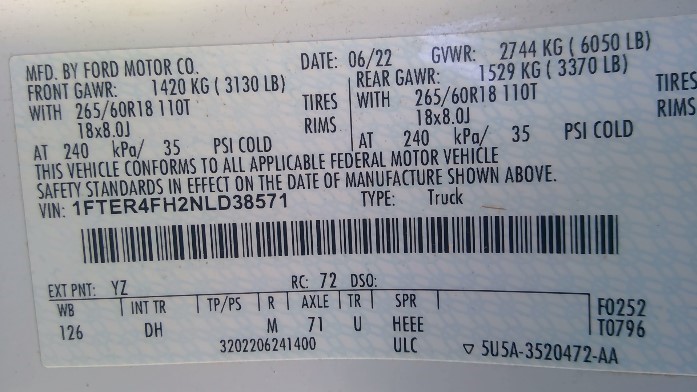 MFD. BY FORD MOTOR CO. DATE: 06/22 GVWR: 2744 KG ( 6050 LB)
FRONT GAWR: 1420 KG ( 3130 LB) REAR GAWR: 1529 KG ( 3370 LB)
WITH 265/60R18 110T TIRES WITH 265/60R18 110T TIRES
18x8.0J RIMS 18x8.0J RIMS
AT 240 kPa/ 35 PSI COLD AT 240 kPa/ 35 PSI COLD
THIS VEHICLE CONFORMS TO ALL APPLICABLE FEDERAL MOTOR VEHICLE
SAFETY STANDARDS IN EFFECT ON THE DATE OF MANUFACTURE SHOWN ABOVE.
VIN: 1FTER4FH2NLD38571 TYPE: Truck
EXT PNT: YZ RC: 72 DSO:
WB INT TR TP/PS R AXLE TR SPR F0252
126 DH M 71 U HEEE T0796
3202206241400 ULC ▽ 5U5A-3520472-AA